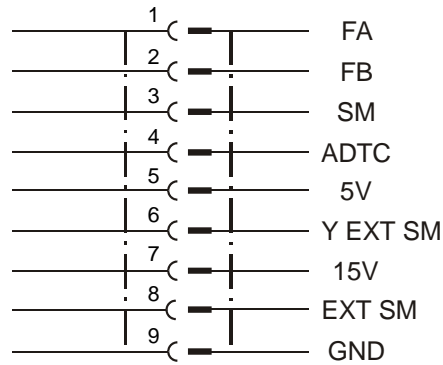 1 FA
2 FB
3 SM
4 ADTC
5 5V
6 Y EXT SM
7 15V
8 EXT SM
9 GND